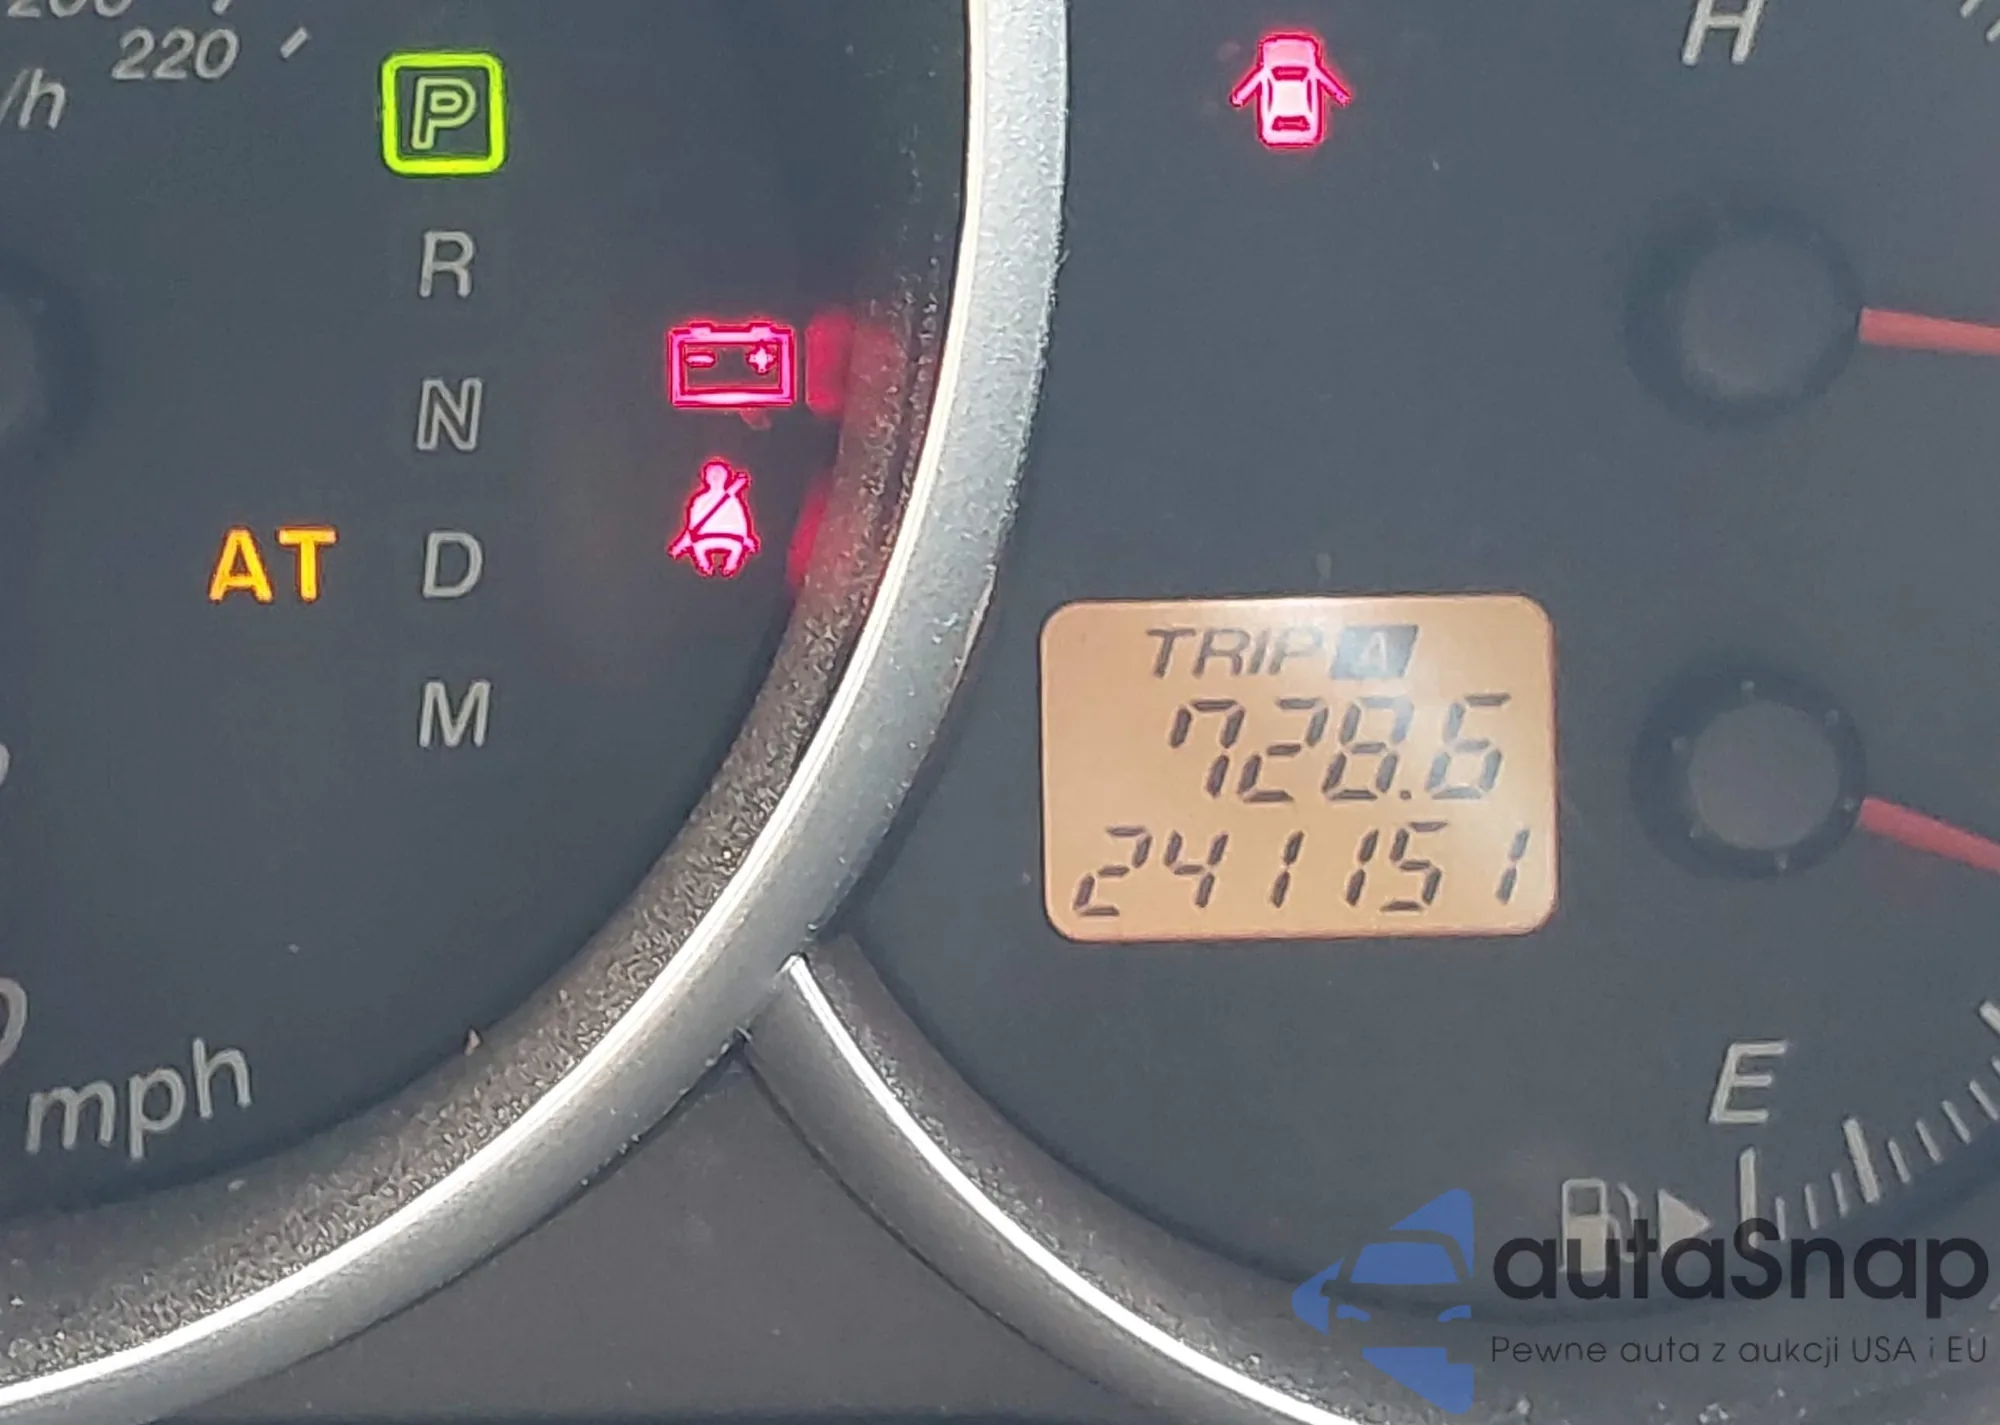 220
/h
P
R
N
AT D
M
mph
H
TRIP A
728.6
241151
E
autaSnap
Pewne auta z aukcji USA i EU